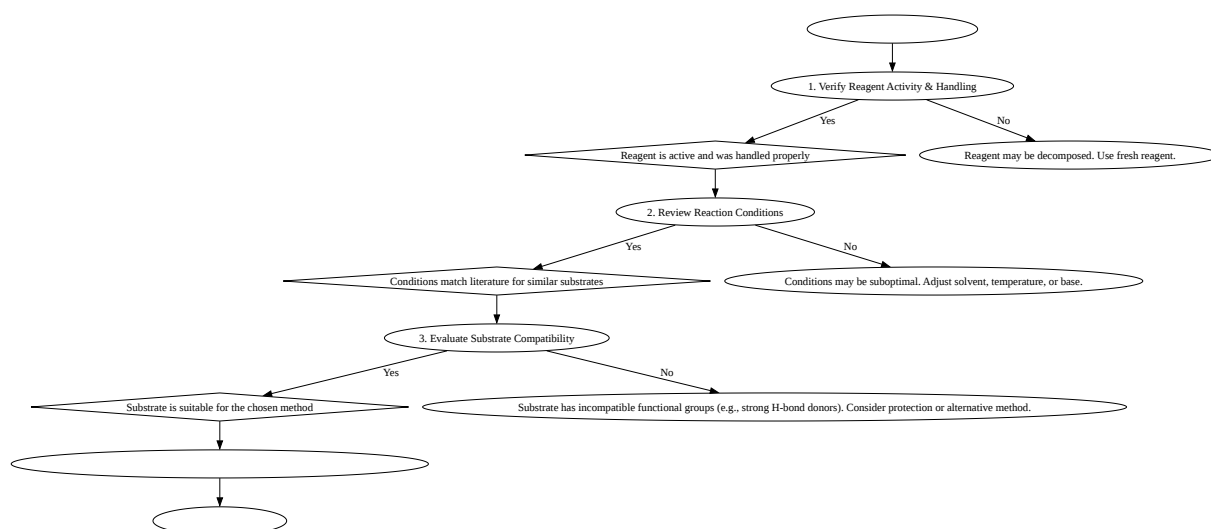 1. Verify Reagent Activity & Handling
Yes
No
Reagent is active and was handled properly
Reagent may be decomposed. Use fresh reagent.
2. Review Reaction Conditions
Yes
No
Conditions match literature for similar substrates
Conditions may be suboptimal. Adjust solvent, temperature, or base.
3. Evaluate Substrate Compatibility
Yes
No
Substrate is suitable for the chosen method
Substrate has incompatible functional groups (e.g., strong H-bond donors). Consider protection or alternative method.